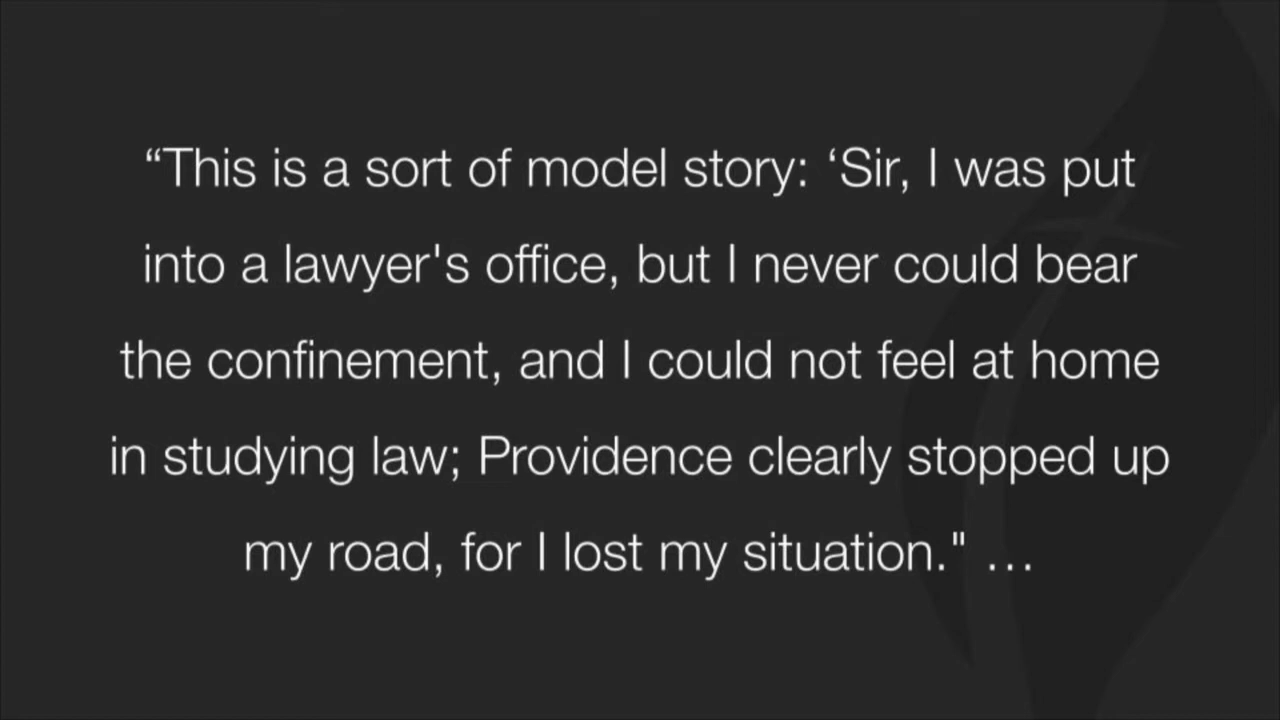 “This is a sort of model story: ‘Sir, I was put
into a lawyer's office, but I never could bear
the confinement, and I could not feel at home
in studying law; Providence clearly stopped up
my road, for I lost my situation." …